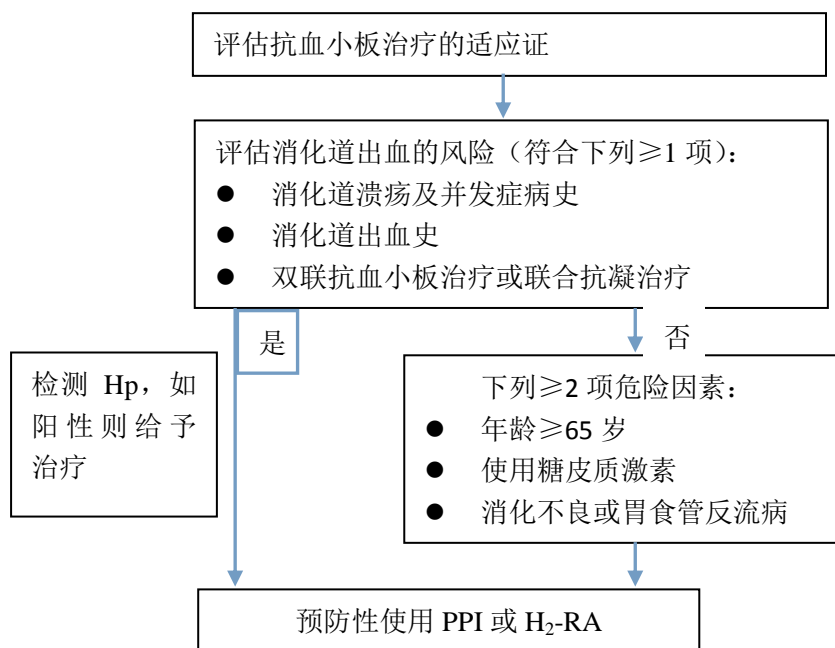 评估抗血小板治疗的适应证
评估消化道出血的风险（符合下列≥1 项）：
● 消化道溃疡及并发症病史
● 消化道出血史
● 双联抗血小板治疗或联合抗凝治疗
是
否
检测 Hp，如
阳性则给予
治疗
下列≥2 项危险因素：
● 年龄≥65 岁
● 使用糖皮质激素
● 消化不良或胃食管反流病
预防性使用 PPI 或 H₂-RA